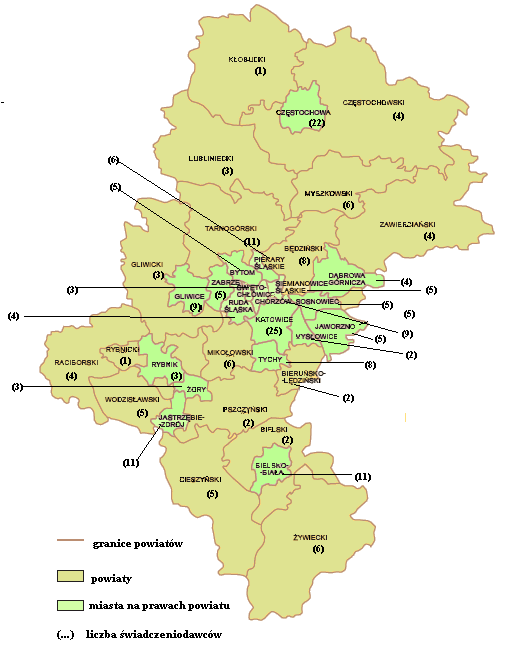 KŁOBUCKI
(1)
CZĘSTOCHOWSKI
(4)
CZĘSTOCHOWA
(22)
LUBLINIECKI
(3)
(6)
(5)
MYSZKOWSKI
(6)
TARNOGÓRSKI
(11)
ZAWIERCIAŃSKI
(4)
BĘDZIŃSKI
(8)
GLIWICKI
(3)
PIEKARY
ŚLĄSKIE
BYTOM
DĄBROWA
GÓRNICZA
(4)
ZABRZE
(5)
SIEMIANOWICE
ŚLĄSKIE
(5)
(3)
ŚWIĘTO-
CHŁOWICE
GLIWICE
(9)
CHORZÓW
SOSNOWIEC
(5)
(5)
RUDA
ŚLĄSKA
(4)
KATOWICE
(25)
JAWORZNO
(5)
(9)
MYSŁOWICE
(2)
RYBNICKI
(1)
RACIBORSKI
(4)
RYBNIK
(3)
MIKOŁOWSKI
(6)
TYCHY
(8)
BIERUŃSKO-
-LĘDZIŃSKI
(2)
(3)
ŻORY
WODZISŁAWSKI
(5)
PSZCZYŃSKI
(2)
JASTRZĘBIE-
ZDRÓJ
(11)
BIELSKI
(2)
BIELSKO-
-BIAŁA
(11)
CIESZYŃSKI
(5)
ŻYWIECKI
(6)
granice powiatów
powiaty
miasta na prawach powiatu
(...) liczba świadczeniodawców